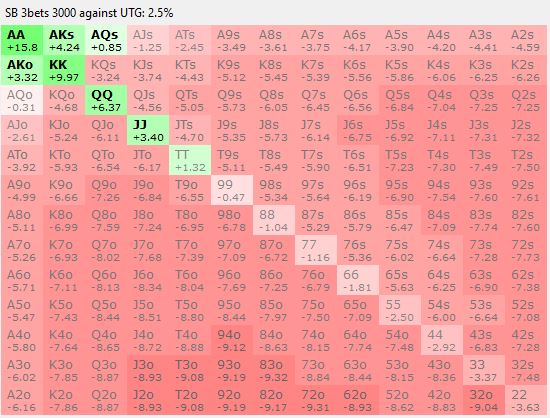 SB 3bets 3000 against UTG: 2.5%
AA AKs AQs AJs ATs A9s A8s A7s A6s A5s A4s A3s A2s
+15.8 +4.24 +0.85 -1.25 -2.45 -3.49 -3.61 -3.75 -4.17 -3.90 -4.20 -4.41 -4.59
AKo KK KQs KJs KTs K9s K8s K7s K6s K5s K4s K3s K2s
+3.32 +9.97 -3.24 -3.74 -4.43 -5.12 -5.45 -5.39 -5.56 -5.86 -6.06 -6.25 -6.26
AQo KQo QQ QJs QTs Q9s Q8s Q7s Q6s Q5s Q4s Q3s Q2s
-0.31 -4.68 +6.37 -4.56 -5.05 -5.73 -6.05 -6.45 -6.56 -6.84 -7.04 -7.25 -7.25
AJo KJo QJo JJ JTs J9s J8s J7s J6s J5s J4s J3s J2s
-2.61 -5.24 -6.11 +3.40 -4.70 -5.35 -5.73 -6.14 -6.75 -6.92 -7.11 -7.31 -7.32
ATo KTo QTo JTo TT T9s T8s T7s T6s T5s T4s T3s T2s
-3.92 -5.93 -6.54 -6.17 +1.32 -5.11 -5.49 -5.90 -6.51 -7.23 -7.30 -7.49 -7.50
A9o K9o Q9o J9o T9o 99 98s 97s 96s 95s 94s 93s 92s
-4.99 -6.66 -7.26 -6.84 -6.55 -0.47 -5.34 -5.64 -6.19 -6.90 -7.54 -7.60 -7.61
A8o K8o Q8o J8o T8o 98o 88 87s 86s 85s 84s 83s 82s
-5.11 -6.99 -7.59 -7.24 -6.95 -6.78 -1.04 -5.29 -5.79 -6.47 -7.09 -7.74 -7.60
A7o K7o Q7o J7o T7o 97o 87o 77 76s 75s 74s 73s 72s
-5.26 -6.93 -8.02 -7.68 -7.39 -7.09 -6.72 -1.16 -5.36 -6.02 -6.64 -7.28 -7.73
A6o K6o Q6o J6o T6o 96o 86o 76o 66 65s 64s 63s 62s
-5.71 -7.11 -8.13 -8.34 -8.04 -7.69 -7.25 -6.79 -1.81 -5.63 -6.25 -6.90 -7.38
A5o K5o Q5o J5o T5o 95o 85o 75o 65o 55 54s 53s 52s
-5.47 -7.43 -8.44 -8.51 -8.80 -8.44 -7.97 -7.50 -7.09 -2.50 -6.00 -6.64 -7.08
A4o K4o Q4o J4o T4o 94o 84o 74o 64o 54o 44 43s 42s
-5.80 -7.64 -8.65 -8.72 -8.88 -9.12 -8.63 -8.15 -7.74 -7.48 -2.92 -6.83 -7.28
A3o K3o Q3o J3o T3o 93o 83o 73o 63o 53o 43o 33 32s
-6.02 -7.85 -8.87 -8.93 -9.08 -9.19 -9.32 -8.84 -8.44 -8.15 -8.36 -3.37 -7.48
A2o K2o Q2o J2o T2o 92o 82o 72o 62o 52o 42o 32o 22
-6.16 -7.86 -8.87 -8.93 -9.08 -9.19 -9.17 -9.31 -8.93 -8.62 -8.83 -9.04 -3.63